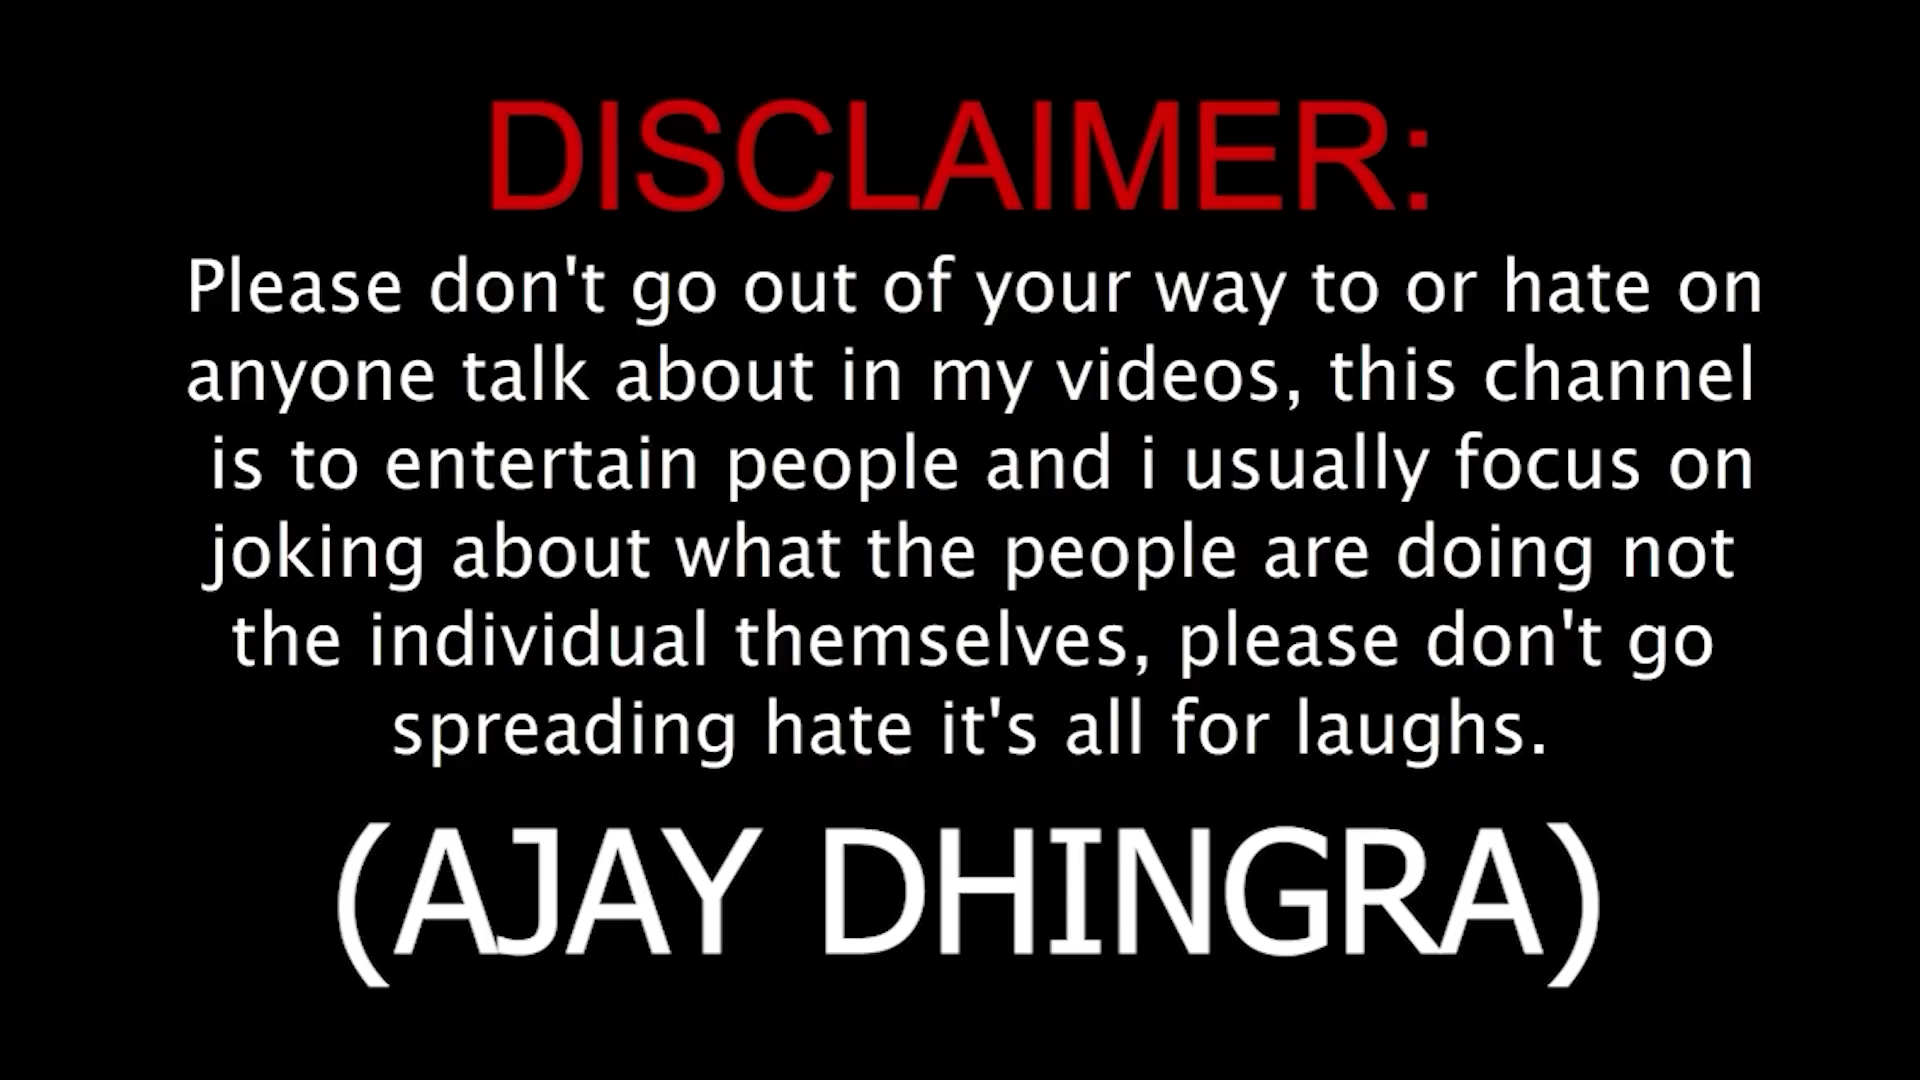 DISCLAIMER:
Please don't go out of your way to or hate on
anyone talk about in my videos, this channel
is to entertain people and i usually focus on
joking about what the people are doing not
the individual themselves, please don't go
spreading hate it's all for laughs.
(AJAY DHINGRA)